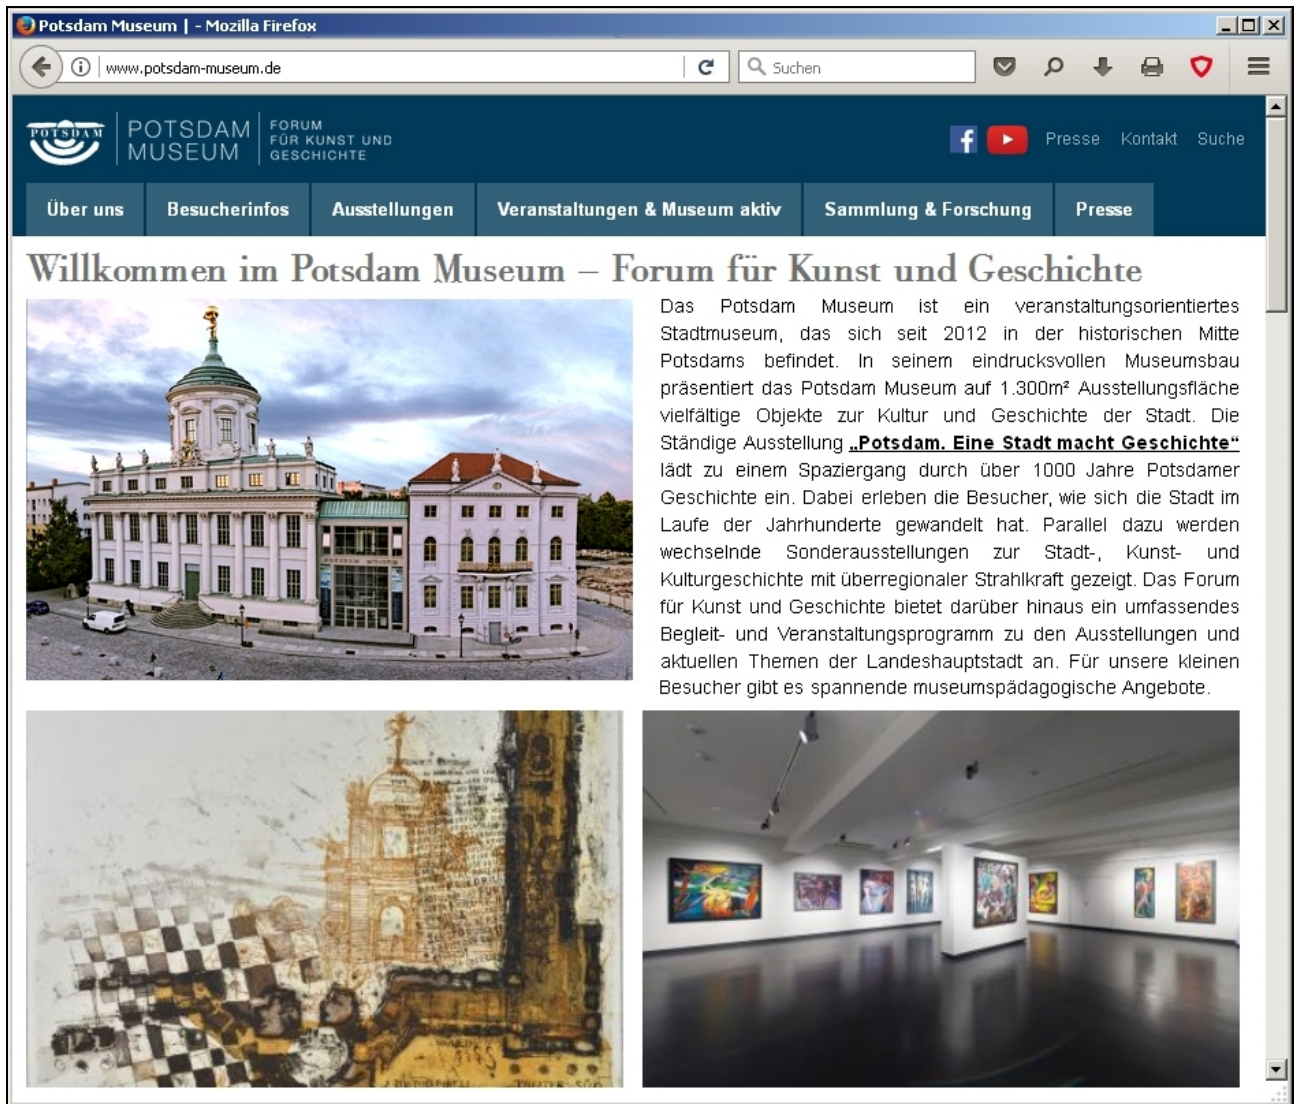 Potsdam Museum | - Mozilla Firefox
www.potsdam-museum.de
Suchen
POTSDAM
POTSDAM
MUSEUM
FORUM
FÜR KUNST UND
GESCHICHTE
Presse Kontakt Suche
Über uns Besucherinfos Ausstellungen Veranstaltungen & Museum aktiv Sammlung & Forschung Presse
Willkommen im Potsdam Museum – Forum für Kunst und Geschichte
Das Potsdam Museum ist ein veranstaltungsorientiertes
Stadtmuseum, das sich seit 2012 in der historischen Mitte
Potsdams befindet. In seinem eindrucksvollen Museumsbau
präsentiert das Potsdam Museum auf 1.300m² Ausstellungsfläche
vielfältige Objekte zur Kultur und Geschichte der Stadt. Die
Ständige Ausstellung „Potsdam. Eine Stadt macht Geschichte“
lädt zu einem Spaziergang durch über 1000 Jahre Potsdamer
Geschichte ein. Dabei erleben die Besucher, wie sich die Stadt im
Laufe der Jahrhunderte gewandelt hat. Parallel dazu werden
wechselnde Sonderausstellungen zur Stadt-, Kunst- und
Kulturgeschichte mit überregionaler Strahlkraft gezeigt. Das Forum
für Kunst und Geschichte bietet darüber hinaus ein umfassendes
Begleit- und Veranstaltungsprogramm zu den Ausstellungen und
aktuellen Themen der Landeshauptstadt an. Für unsere kleinen
Besucher gibt es spannende museumspädagogische Angebote.
POTSDAM MUSEUM